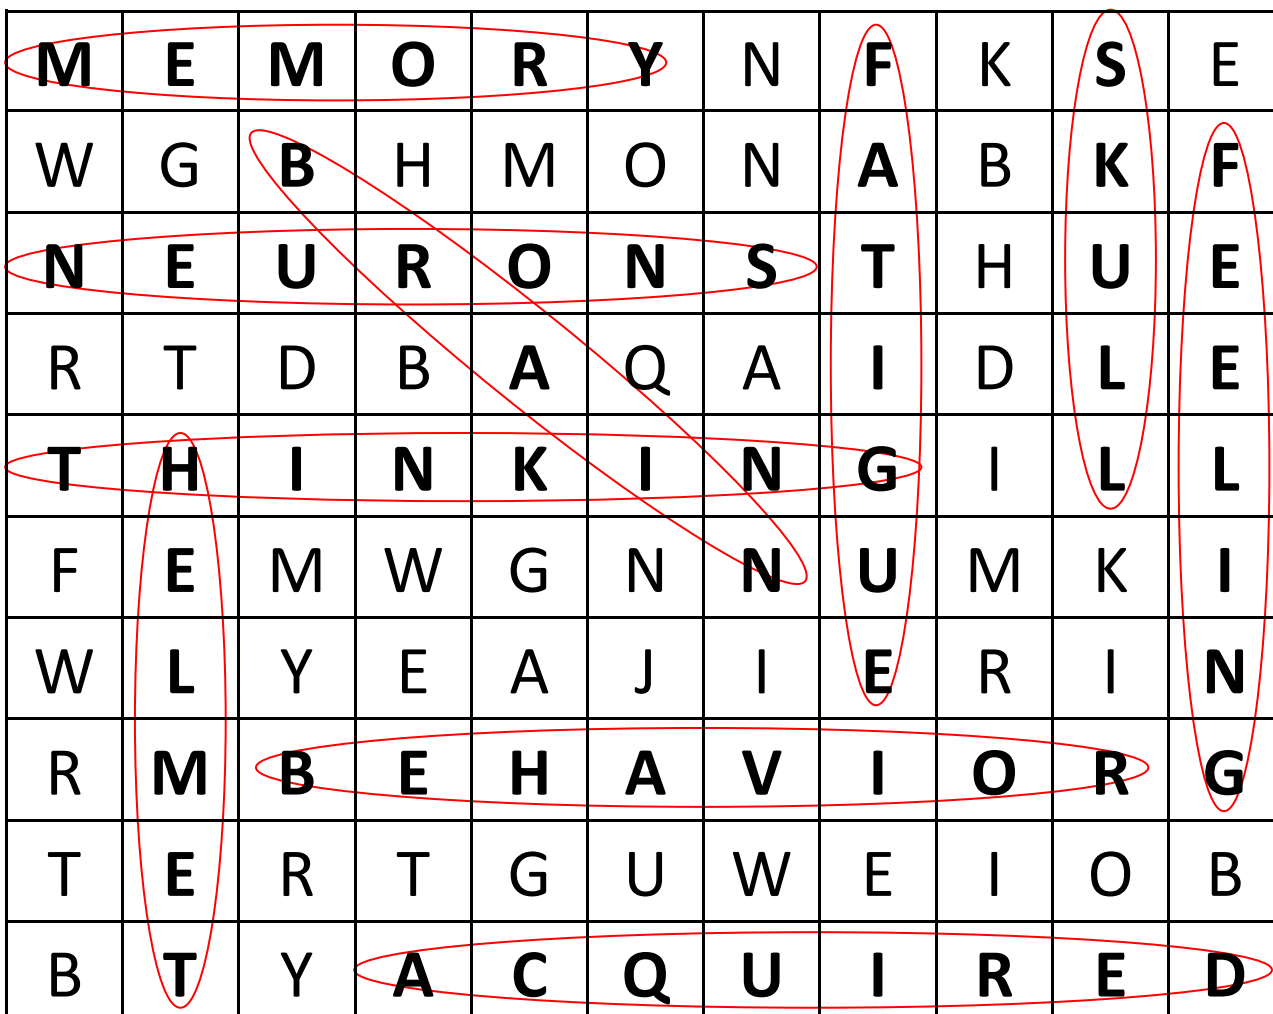 M E M O R Y N F K S E
W G B H M O N A B K F
N E U R O N S T H U E
R T D B A Q A I D L E
T H I N K I N G I L L
F E M W G N N U M K I
W L Y E A J I E R I N
R M B E H A V I O R G
T E R T G U W E I O B
B T Y A C Q U I R E D